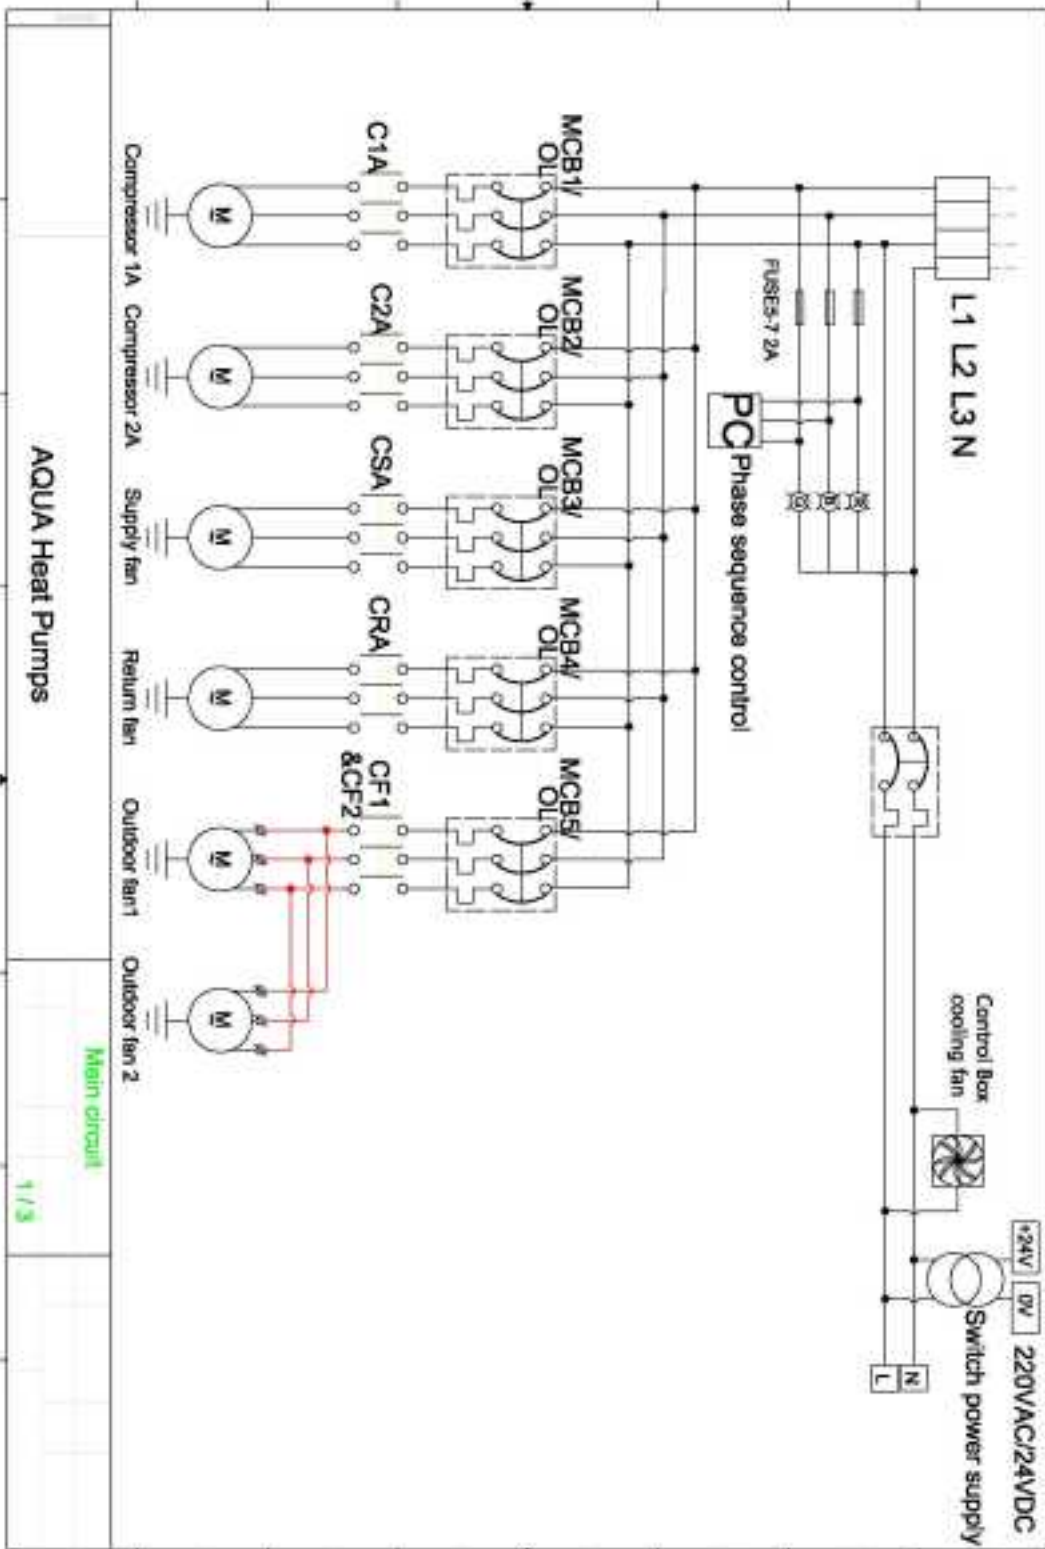 L1 L2 L3 N
Control Box
cooling fan
+24V
0V
220VAC/24VDC
Switch power supply
N
L
FUSE5-7 2A
PC
Phase sequence control
MCB1/
OL
MCB2/
OL
MCB3/
OL
MCB4/
OL
MCB5/
OL
C1A
C2A
CSA
CRA
CF1
&CF2
M
M
M
M
M
M
Compressor 1A
Compressor 2A
Supply fan
Return fan
Outdoor fan1
Outdoor fan 2
AQUA Heat Pumps
Main circuit
1 / 3